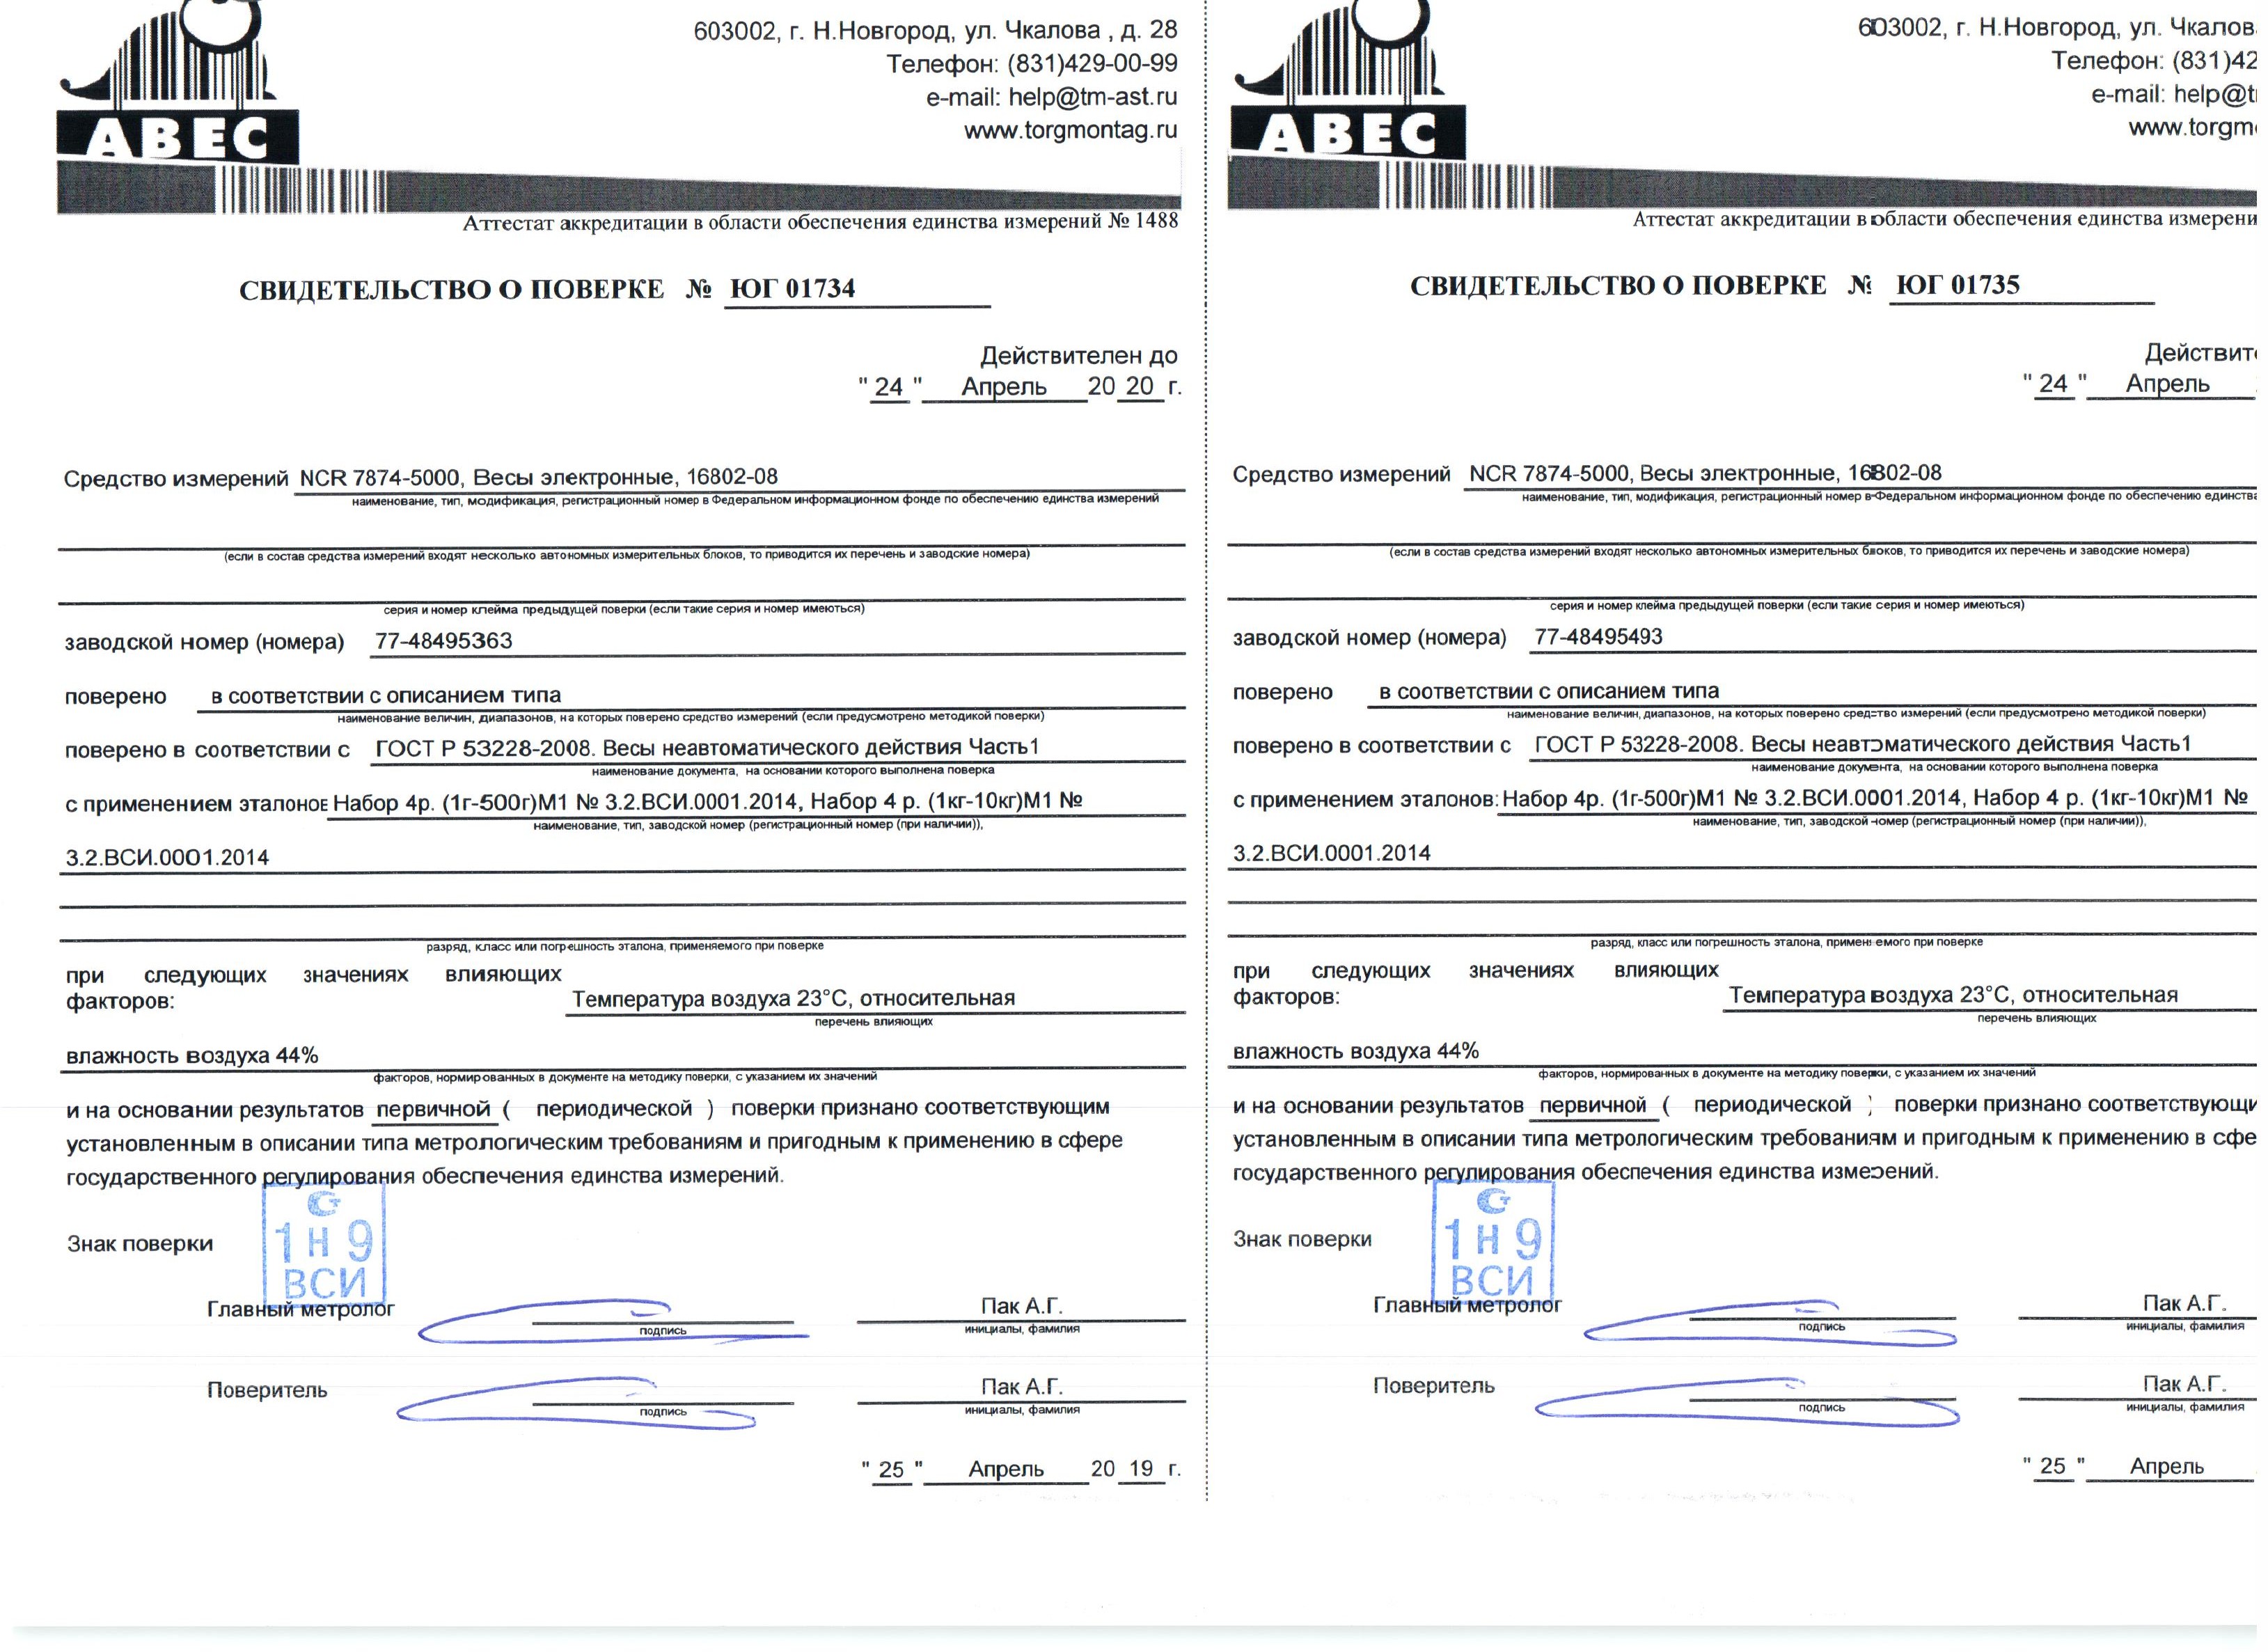 АВЕС
603002, г. Н.Новгород, ул. Чкалова , д. 28
Телефон: (831)429-00-99
e-mail: help@tm-ast.ru
www.torgmontag.ru
Аттестат аккредитации в области обеспечения единства измерений № 1488
СВИДЕТЕЛЬСТВО О ПОВЕРКЕ № ЮГ 01734
Действителен до
" 24 " Апрель 20 20 г.
Средство измерений NCR 7874-5000, Весы электронные, 16802-08
наименование, тип, модификация, регистрационный номер в Федеральном информационном фонде по обеспечению единства измерений
(если в состав средства измерений входят несколько автономных измерительных блоков, то приводится их перечень и заводские номера)
серия и номер клейма предыдущей поверки (если такие серия и номер имеються)
заводской номер (номера) 77-48495363
поверено в соответствии с описанием типа
наименование величин, диапазонов, на которых поверено средство измерений (если предусмотрено методикой поверки)
поверено в соответствии с ГОСТ Р 53228-2008. Весы неавтоматического действия Часть1
наименование документа, на основании которого выполнена поверка
с применением эталонов Набор 4р. (1г-500г)М1 № 3.2.ВСИ.0001.2014, Набор 4 р. (1кг-10кг)М1 №
наименование, тип, заводской номер (регистрационный номер (при наличии)),
3.2.ВСИ.0001.2014
разряд, класс или погрешность эталона, применяемого при поверке
при следующих значениях влияющих
факторов: Температура воздуха 23°С, относительная
перечень влияющих
влажность воздуха 44%
факторов, нормированных в документе на методику поверки, с указанием их значений
и на основании результатов первичной ( периодической ) поверки признано соответствующим
установленным в описании типа метрологическим требованиям и пригодным к применению в сфере
государственного регулирования обеспечения единства измерений.
Знак поверки
1 Н 9
ВСИ
Главный метролог Пак А.Г.
подпись инициалы, фамилия
Поверитель Пак А.Г.
подпись инициалы, фамилия
" 25 " Апрель 20 19 г.
АВЕС
603002, г. Н.Новгород, ул. Чкалов
Телефон: (831)42
e-mail: help@t
www.torgm
Аттестат аккредитации в области обеспечения единства измерени
СВИДЕТЕЛЬСТВО О ПОВЕРКЕ № ЮГ 01735
Действит
" 24 " Апрель
Средство измерений NCR 7874-5000, Весы электронные, 16802-08
наименование, тип, модификация, регистрационный номер в Федеральном информационном фонде по обеспечению единства
(если в состав средства измерений входят несколько автономных измерительных блоков, то приводится их перечень и заводские номера)
серия и номер клейма предыдущей поверки (если такие серия и номер имеються)
заводской номер (номера) 77-48495493
поверено в соответствии с описанием типа
наименование величин, диапазонов, на которых поверено средство измерений (если предусмотрено методикой поверки)
поверено в соответствии с ГОСТ Р 53228-2008. Весы неавтоматического действия Часть1
наименование документа, на основании которого выполнена поверка
с применением эталонов: Набор 4р. (1г-500г)М1 № 3.2.ВСИ.0001.2014, Набор 4 р. (1кг-10кг)М1 №
наименование, тип, заводской номер (регистрационный номер (при наличии)),
3.2.ВСИ.0001.2014
разряд, класс или погрешность эталона, применяемого при поверке
при следующих значениях влияющих
факторов: Температура воздуха 23°С, относительная
перечень влияющих
влажность воздуха 44%
факторов, нормированных в документе на методику поверки, с указанием их значений
и на основании результатов первичной ( периодической ) поверки признано соответствующи
установленным в описании типа метрологическим требованиям и пригодным к применению в сфе
государственного регулирования обеспечения единства измерений.
Знак поверки
1 Н 9
ВСИ
Главный метролог Пак А.Г.
подпись инициалы, фамилия
Поверитель Пак А.Г.
подпись инициалы, фамилия
" 25 " Апрель